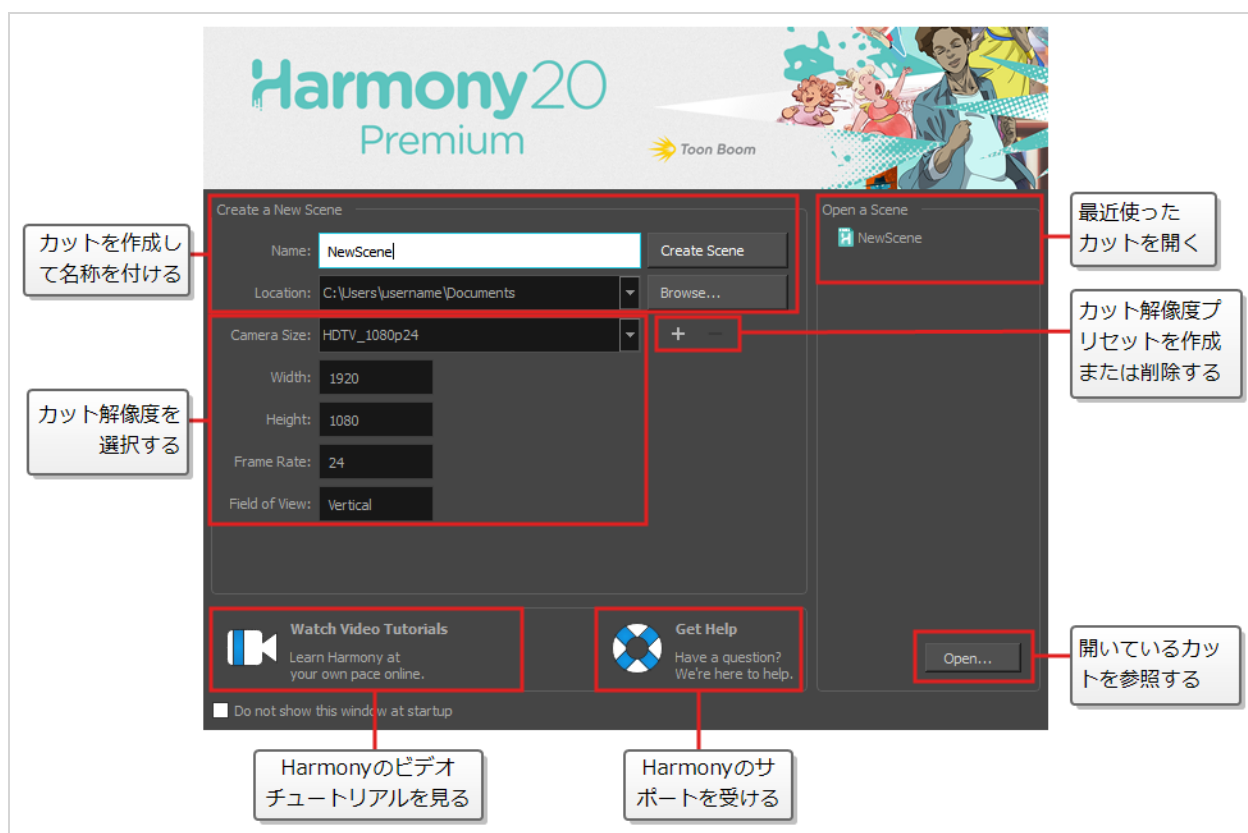 Harmony20
Premium
Toon Boom
カットを作成し
て名称を付ける
Create a New Scene
Name: NewScene Create Scene
Location: C:\Users\username\Documents Browse...
Camera Size: HDTV_1080p24 + −
Width: 1920
Height: 1080
Frame Rate: 24
Field of View: Vertical
カット解像度を
選択する
Open a Scene
NewScene
最近使った
カットを開く
カット解像度プ
リセットを作成
または削除する
Watch Video Tutorials
Learn Harmony at
your own pace online.
Get Help
Have a question?
We're here to help.
Open...
開いているカッ
トを参照する
Do not show this window at startup
Harmonyのビデオ
チュートリアルを見る
Harmonyのサ
ポートを受ける